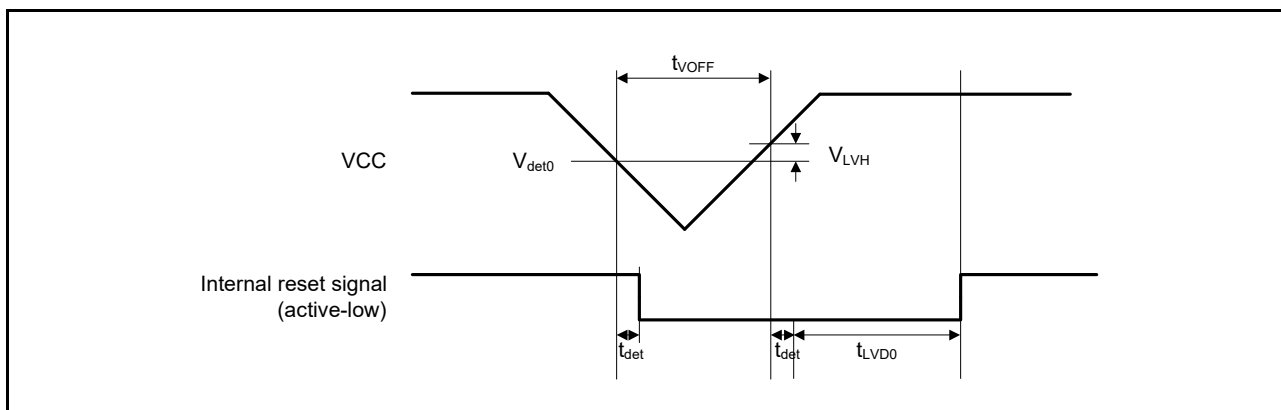 tVOFF
VCC
Vdet0
VLVH
Internal reset signal
(active-low)
tdet
tdet
tLVD0